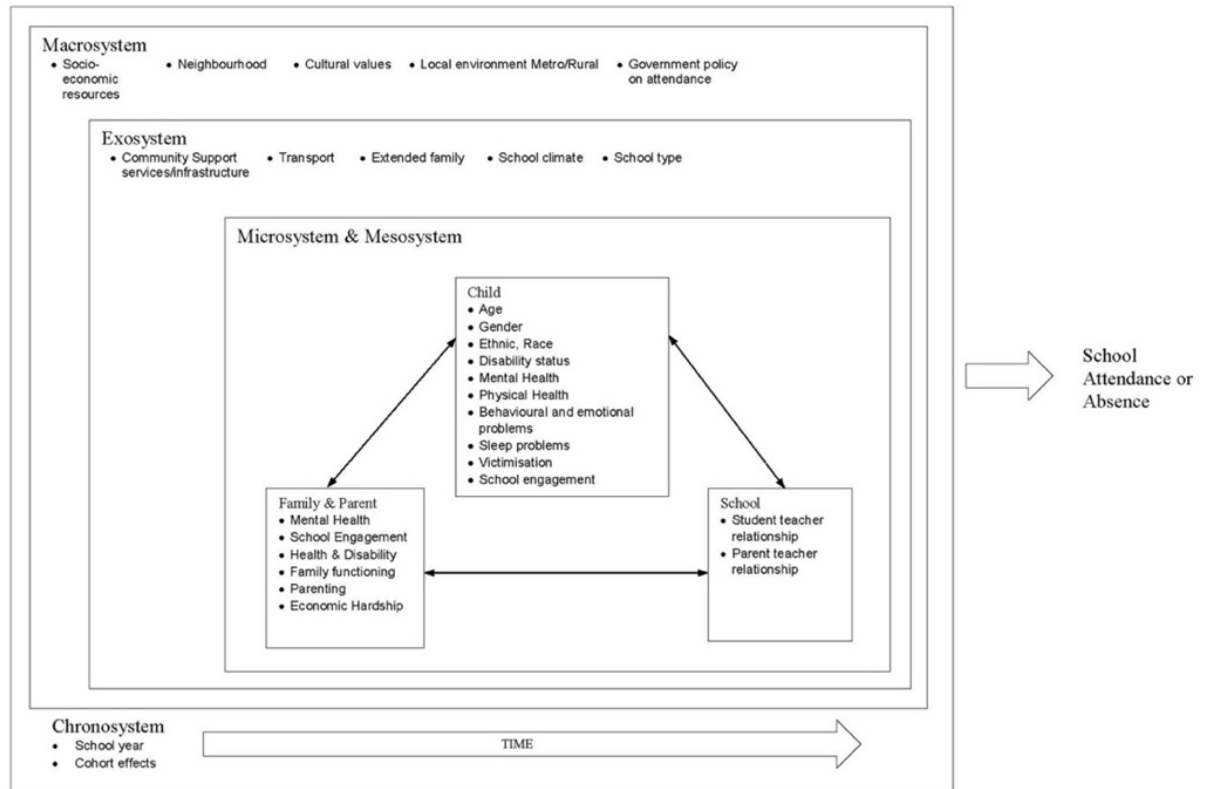 Macrosystem
• Socio-economic resources
• Neighbourhood
• Cultural values
• Local environment Metro/Rural
• Government policy on attendance
Exosystem
• Community Support services/infrastructure
• Transport
• Extended family
• School climate
• School type
Microsystem & Mesosystem
Child
• Age
• Gender
• Ethnic, Race
• Disability status
• Mental Health
• Physical Health
• Behavioural and emotional
problems
• Sleep problems
• Victimisation
• School engagement
Family & Parent
• Mental Health
• School Engagement
• Health & Disability
• Family functioning
• Parenting
• Economic Hardship
School
• Student teacher
relationship
• Parent teacher
relationship
School
Attendance or
Absence
Chronosystem
• School year
• Cohort effects
TIME